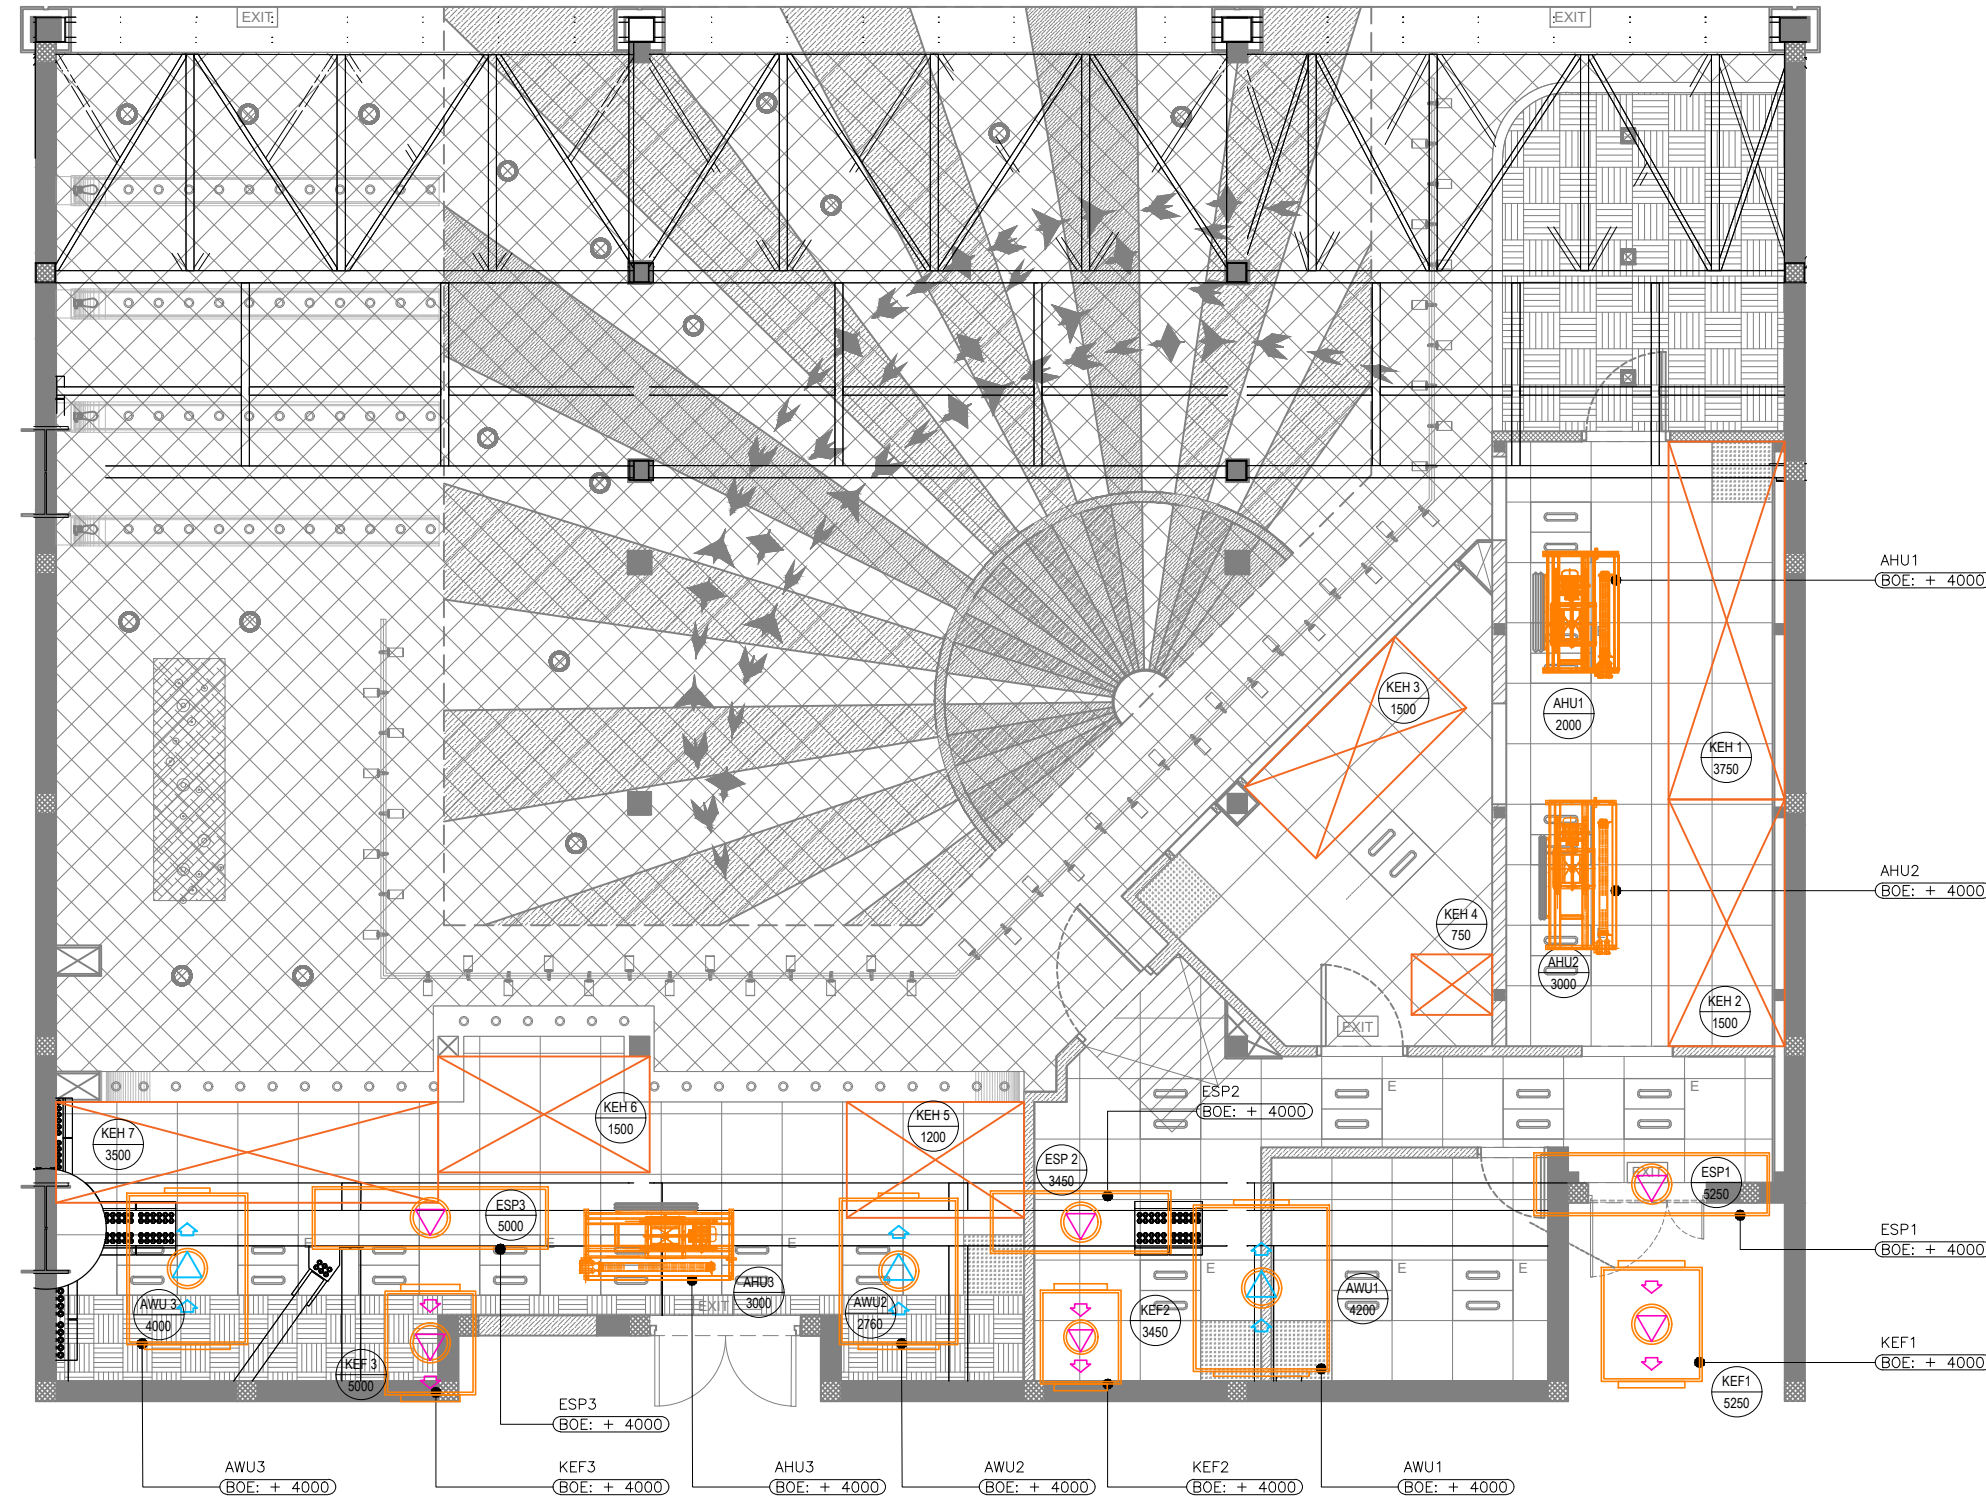 EXIT
EXIT
AHU1
BOE: + 4000
KEH 3
1500
AHU1
2000
KEH 1
3750
AHU2
BOE: + 4000
KEH 4
750
AHU2
3000
KEH 2
1500
EXIT
E
E
ESP2
BOE: + 4000
KEH 6
1500
KEH 5
1200
KEH 7
3500
ESP 2
3450
EXIT
ESP1
5250
ESP3
5000
ESP1
BOE: + 4000
E
E
E
E
E
E
AHU3
3000
EXIT
AWU 3
4000
AWU2
2760
KEF2
3450
AWU1
4200
KEF 3
5000
KEF1
BOE: + 4000
KEF1
5250
ESP3
BOE: + 4000
AWU3
BOE: + 4000
KEF3
BOE: + 4000
AHU3
BOE: + 4000
AWU2
BOE: + 4000
KEF2
BOE: + 4000
AWU1
BOE: + 4000